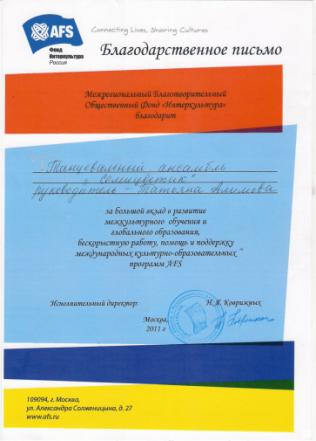 AFS
Connecting Lives, Sharing Cultures
Фонд
Интеркультура
Россия
Благодарственное письмо
Межрегиональный Благотворительный
Общественный Фонд «Интеркультура»
благодарит
Танцевальный ансамбль
"Семицветик"
руководитель - Татьяна Алимова
за большой вклад в развитие
межкультурного обучения и
глобального образования,
бескорыстную работу, помощь и поддержку
международных культурно-образовательных
программ AFS
Исполнительный директор: Н. В. Коврижных
Москва,
2011 г
109094, г. Москва,
ул. Александра Солженицына, д. 27
www.afs.ru